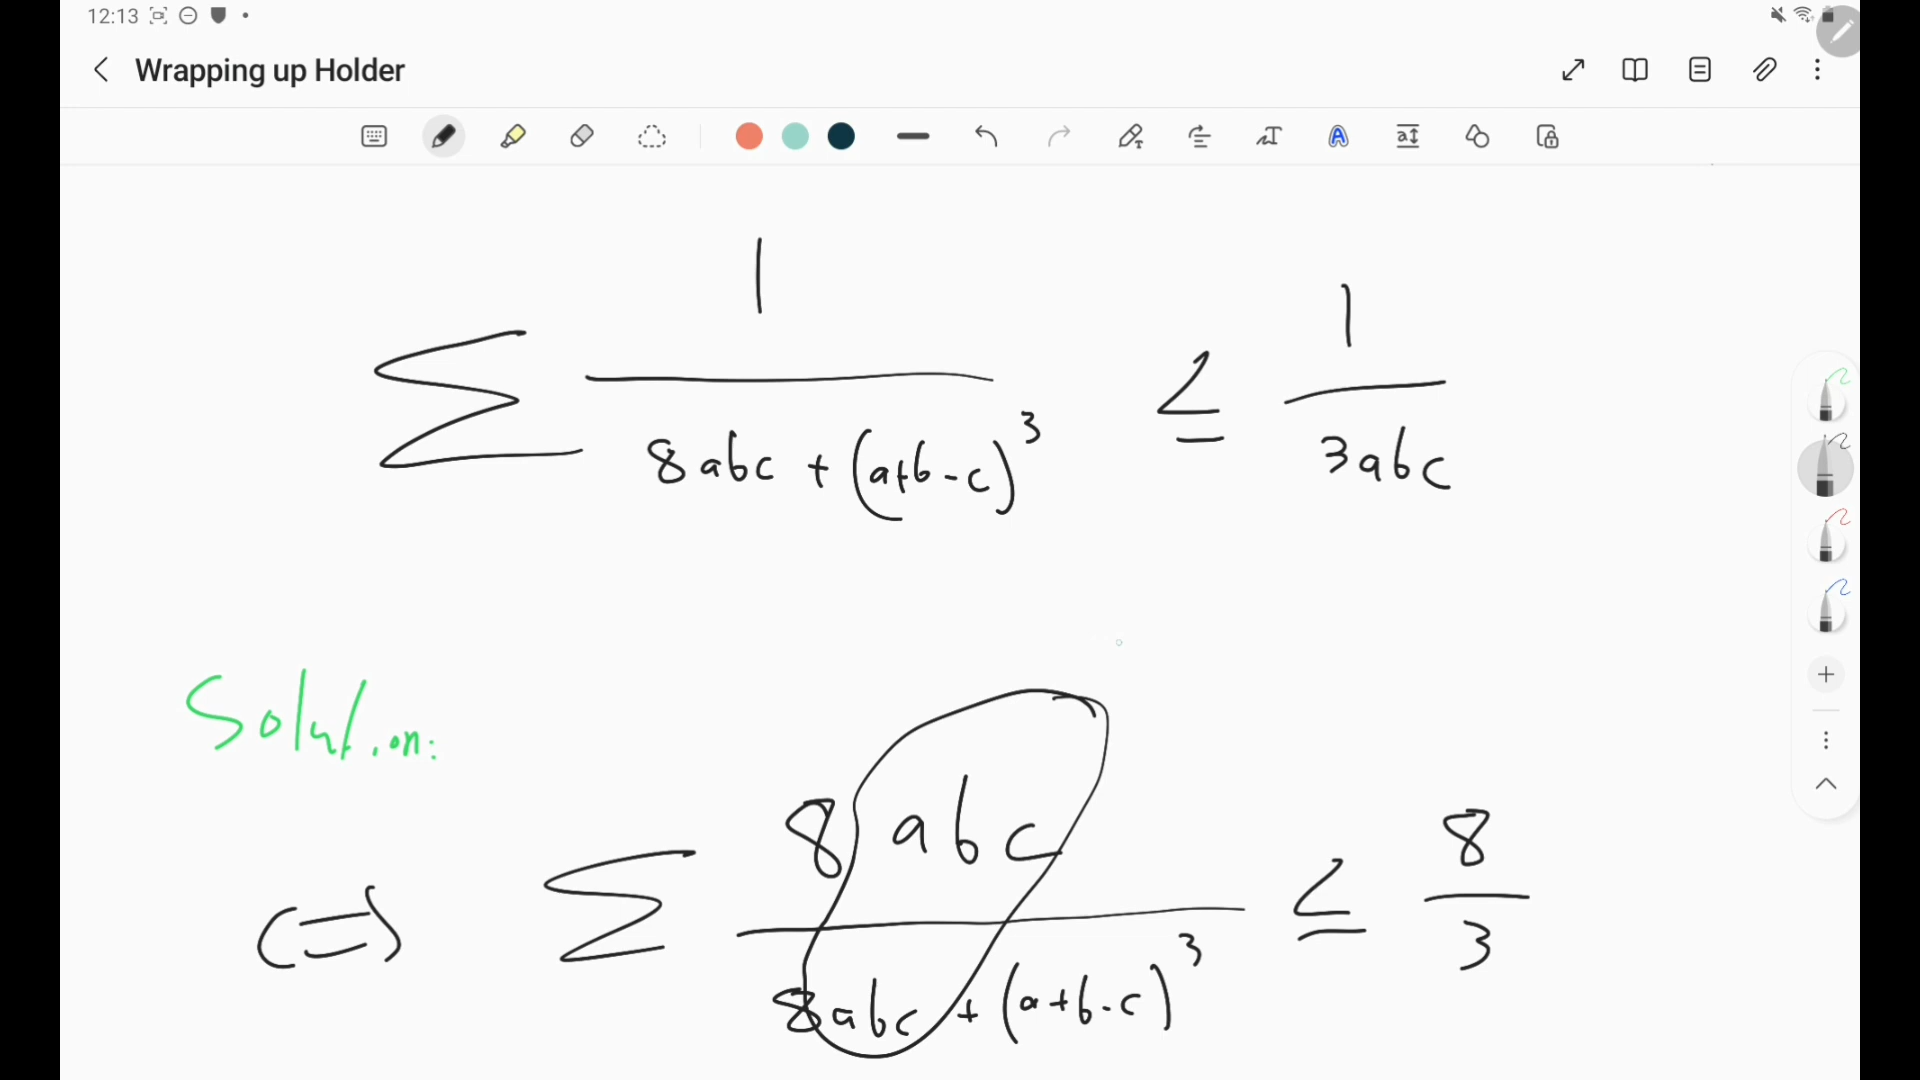 12:13
Wrapping up Holder
∑ 1/(8abc + (a+b-c)^3) ≤ 1/(3abc)
Solution:
(=) ∑ 8abc/(8abc + (a+b-c)^3) ≤ 8/3